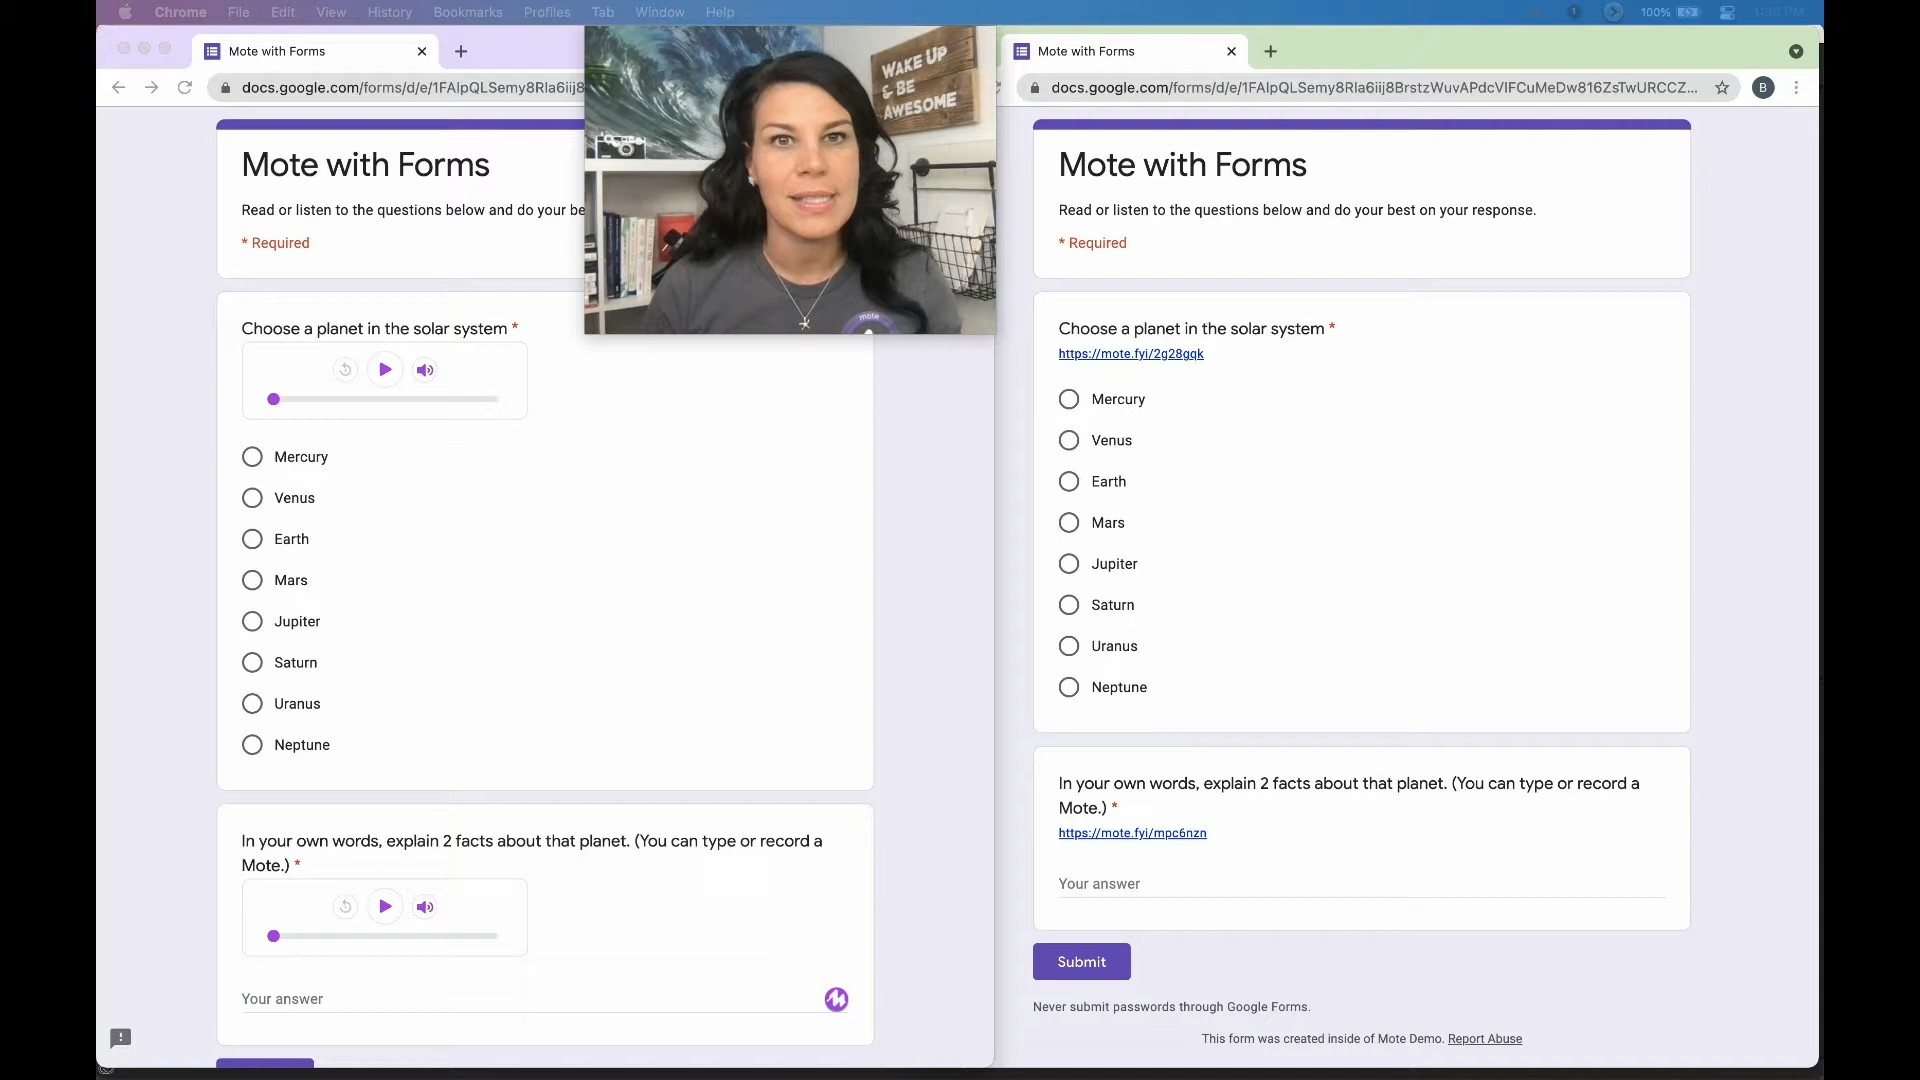 Chrome File Edit View History Bookmarks Profiles Tab Window Help
100%
Mote with Forms
docs.google.com/forms/d/e/1FAIpQLSemy8Rla6iij8
Mote with Forms
Read or listen to the questions below and do your be
* Required
Choose a planet in the solar system *
Mercury
Venus
Earth
Mars
Jupiter
Saturn
Uranus
Neptune
In your own words, explain 2 facts about that planet. (You can type or record a
Mote.) *
Your answer
WAKE UP
& BE
AWESOME
mote
Mote with Forms
docs.google.com/forms/d/e/1FAIpQLSemy8Rla6iij8BrstzWuvAPdcVIFCuMeDw816ZsTwURCCZ...
B
Mote with Forms
Read or listen to the questions below and do your best on your response.
* Required
Choose a planet in the solar system *
https://mote.fyi/2g28gqk
Mercury
Venus
Earth
Mars
Jupiter
Saturn
Uranus
Neptune
In your own words, explain 2 facts about that planet. (You can type or record a
Mote.) *
https://mote.fyi/mpc6nzn
Your answer
Submit
Never submit passwords through Google Forms.
This form was created inside of Mote Demo. Report Abuse